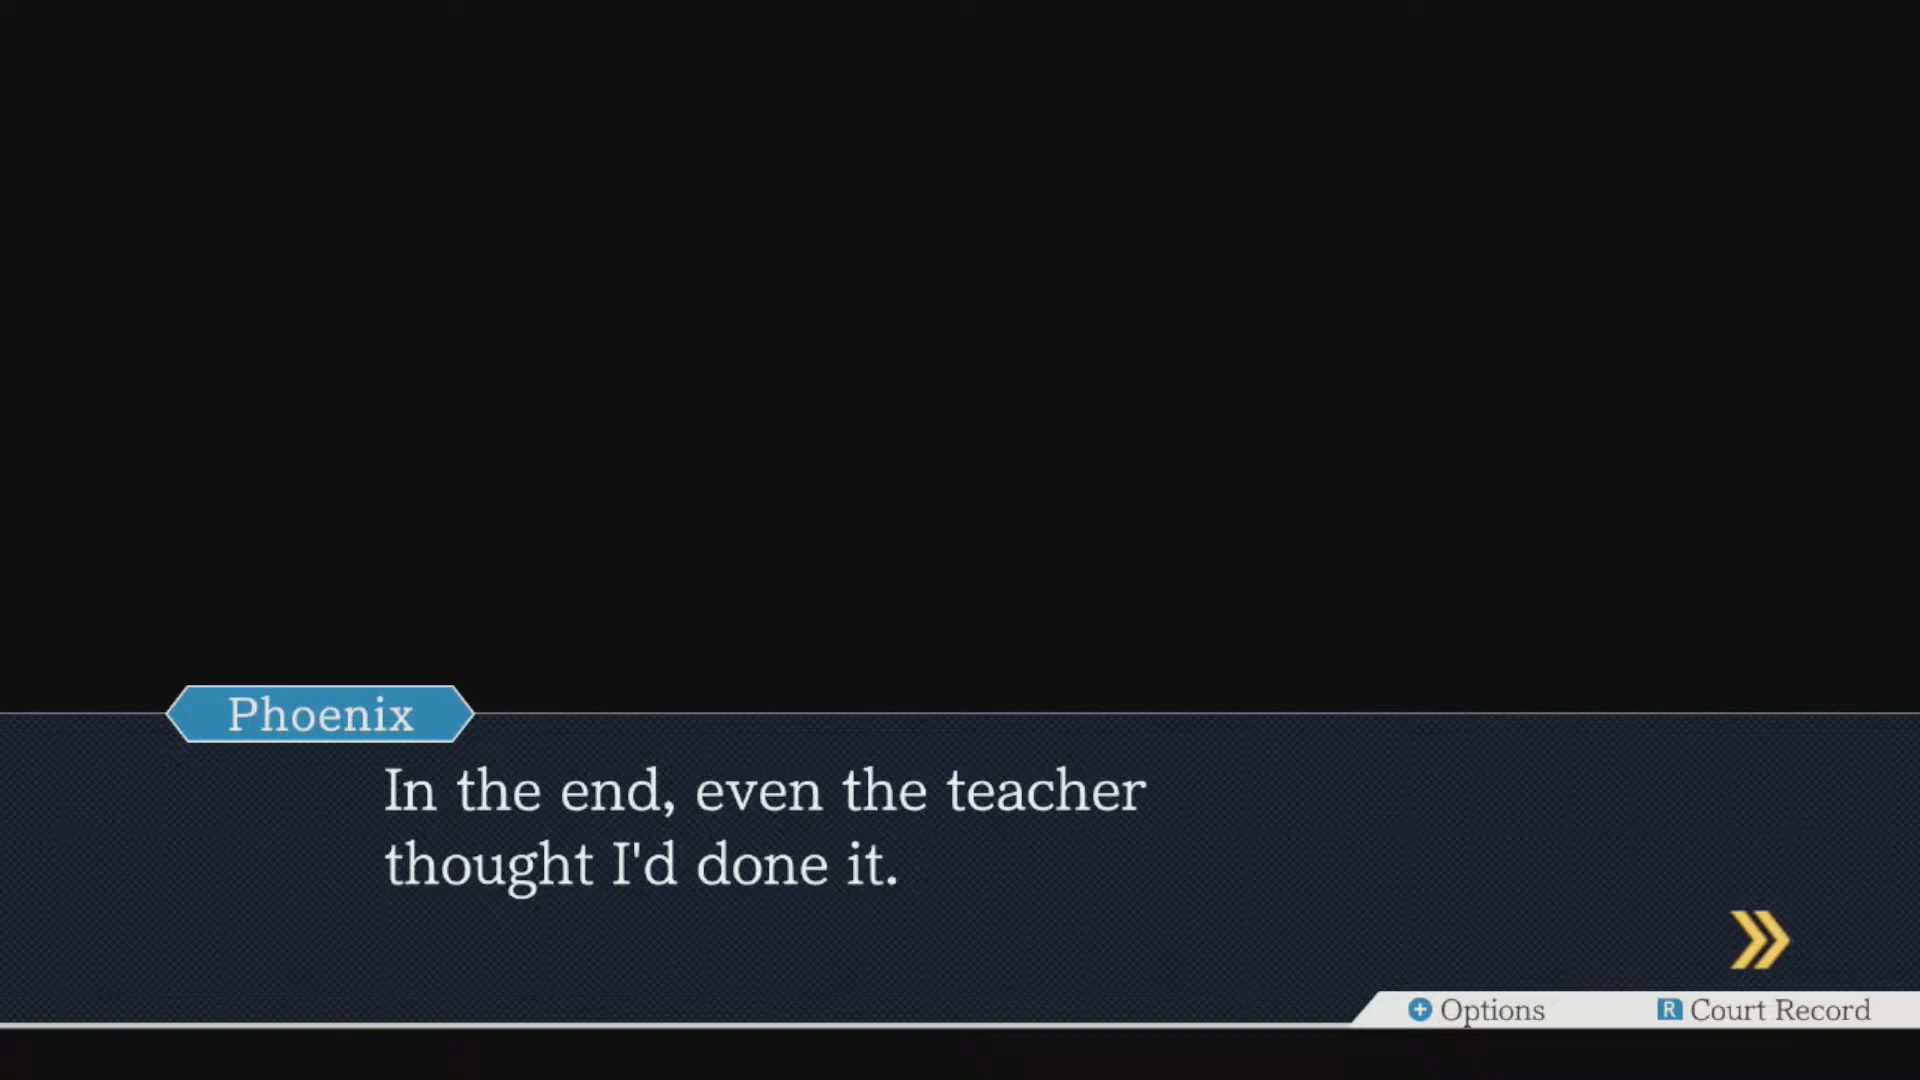 Phoenix
In the end, even the teacher
thought I'd done it.
+ Options
R Court Record